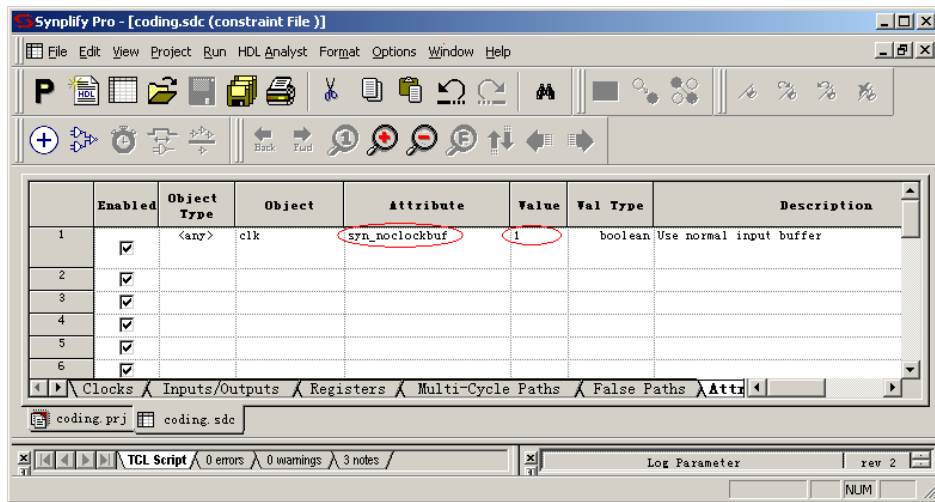 Synplify Pro - [coding.sdc (constraint File )]
File Edit View Project Run HDL Analyst Format Options Window Help
P HDL
Back Fwd 1 F
Enabled Object Type Object Attribute Value Val Type Description
1 <any> clk syn_noclockbuf 1 boolean Use normal input buffer
2
3
4
5
6
Clocks Inputs/Outputs Registers Multi-Cycle Paths False Paths Attr
coding.prj coding.sdc
TCL Script 0 errors 0 warnings 3 notes Log Parameter rev 2
NUM